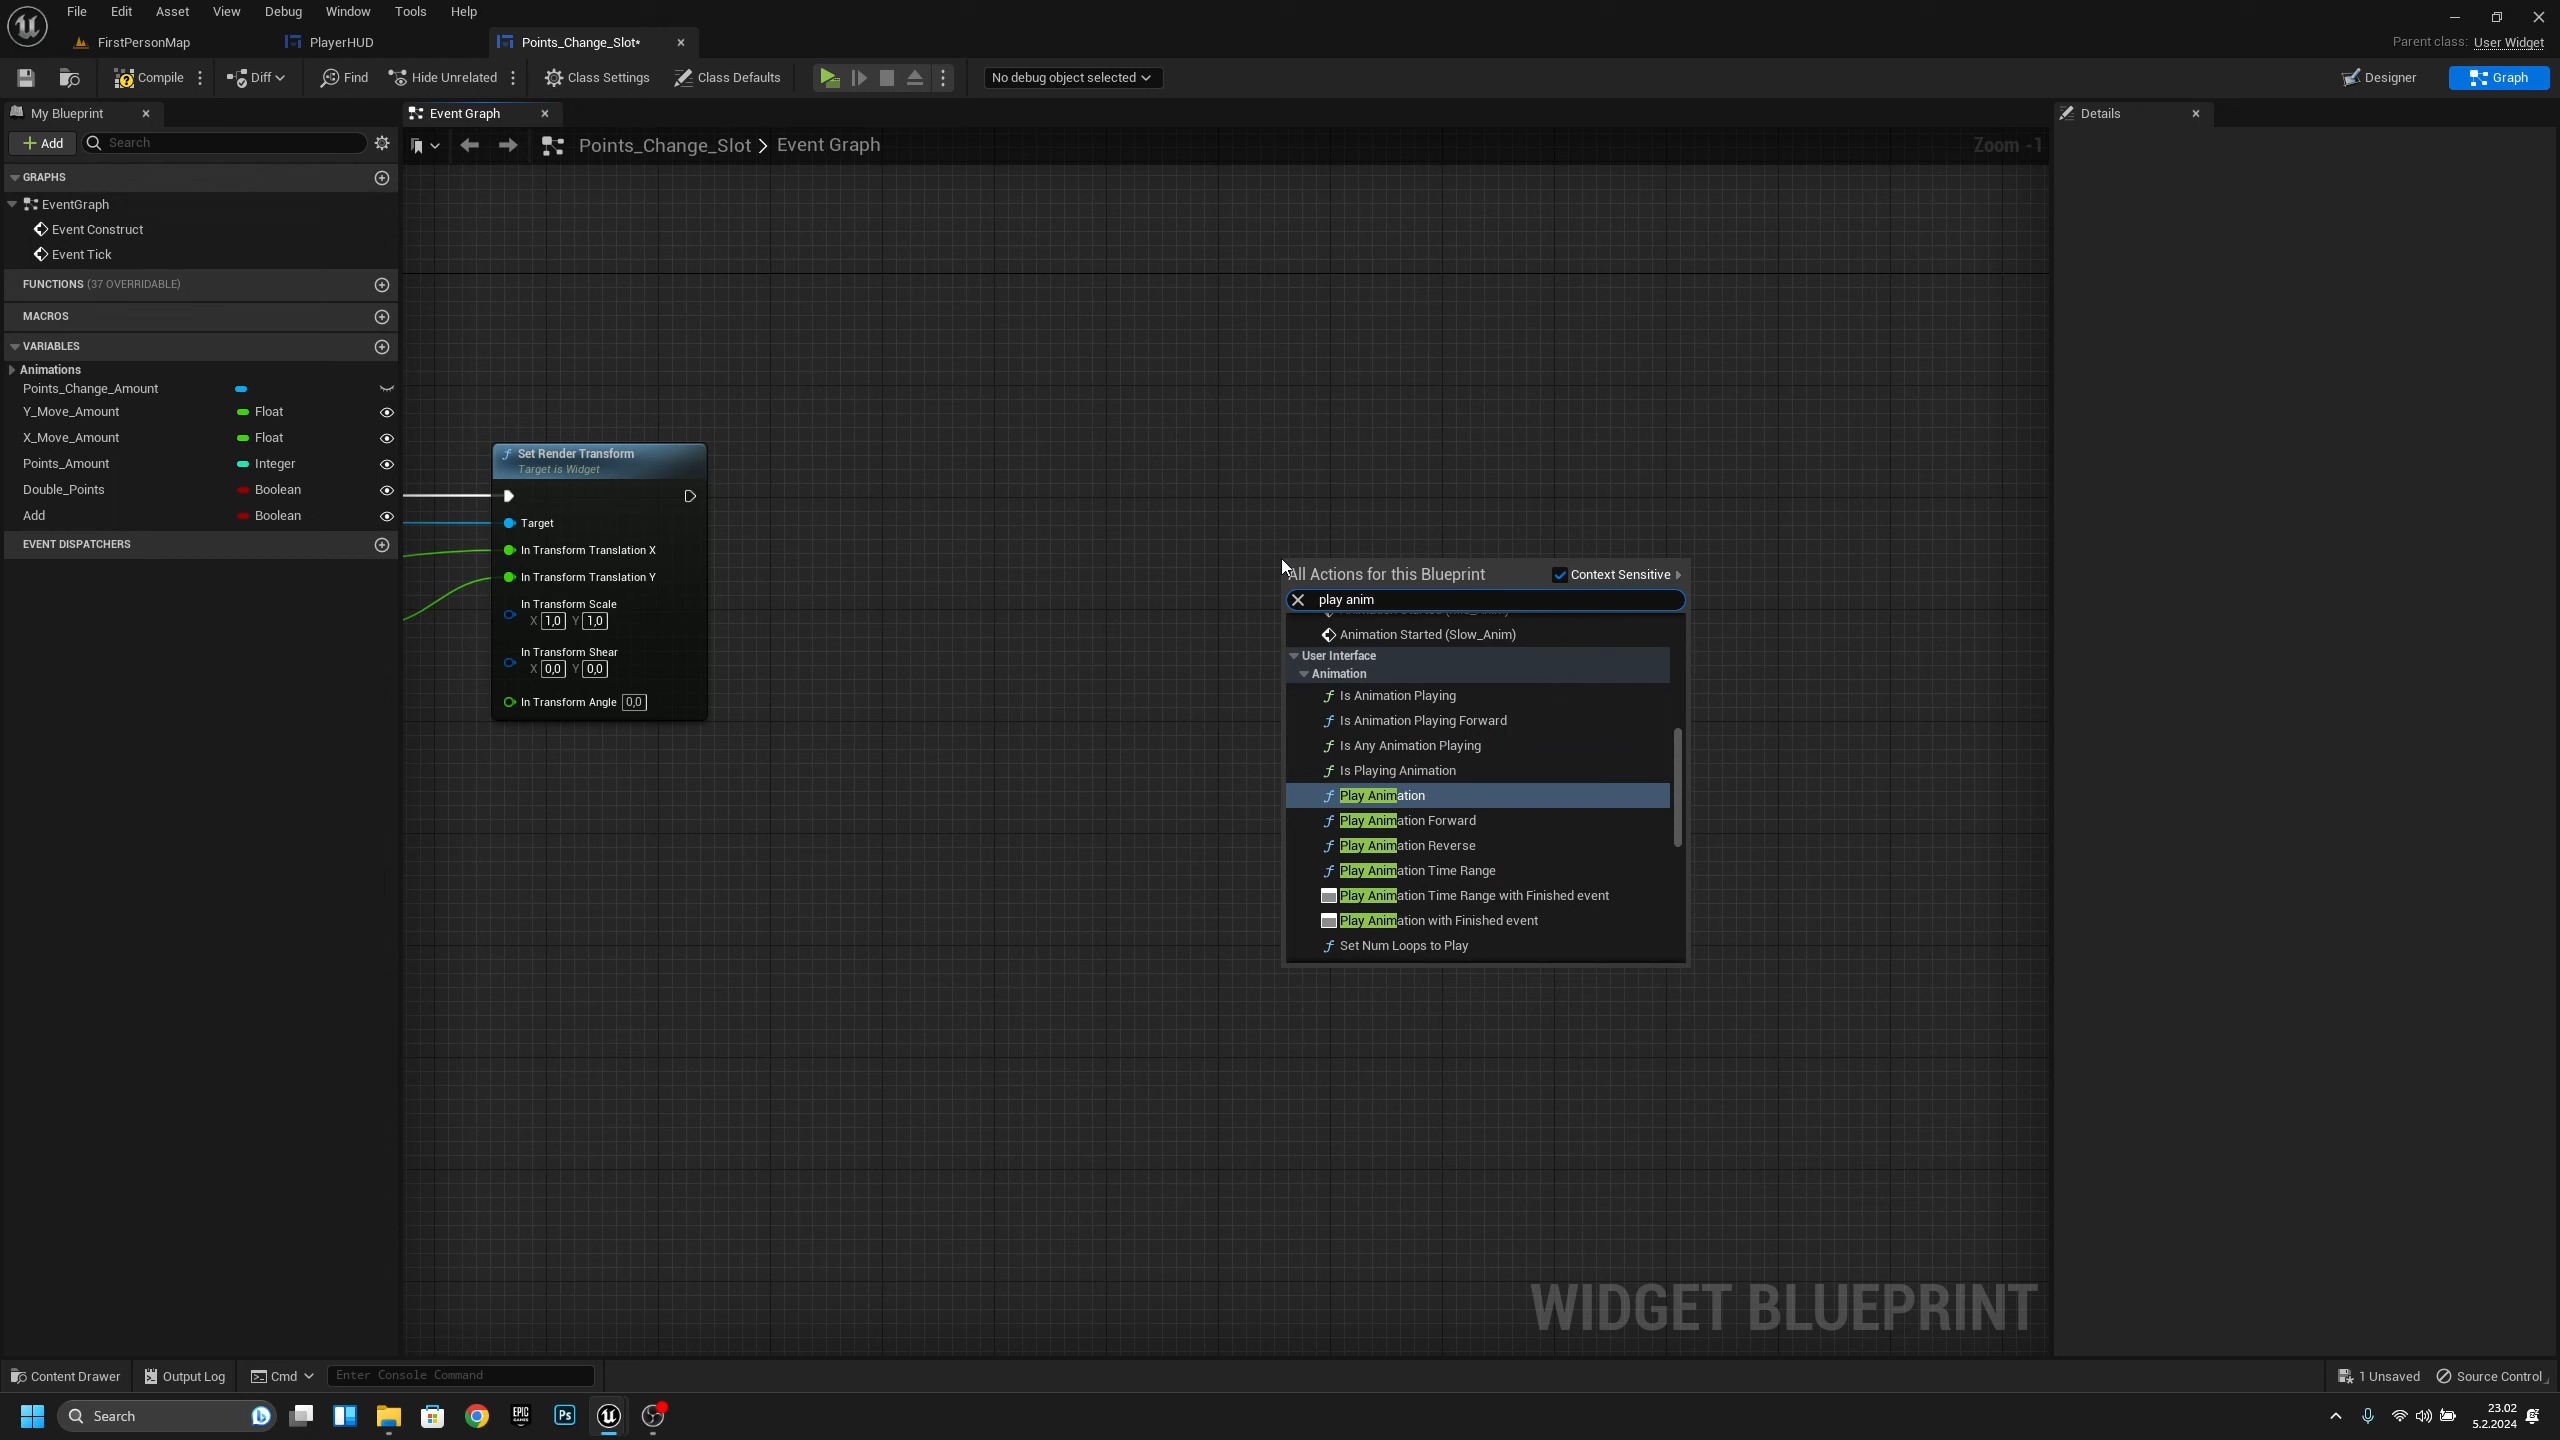 File Edit Asset View Debug Window Tools Help
FirstPersonMap PlayerHUD Points_Change_Slot*
Parent class: User Widget
Compile Diff Find Hide Unrelated Class Settings Class Defaults No debug object selected Designer Graph
My Blueprint Event Graph Details
Add Search
Points_Change_Slot > Event Graph Zoom -1
GRAPHS
EventGraph
Event Construct
Event Tick
FUNCTIONS (37 OVERRIDABLE)
MACROS
VARIABLES
Animations
Points_Change_Amount
Y_Move_Amount Float
X_Move_Amount Float
Points_Amount Integer
Double_Points Boolean
Add Boolean
EVENT DISPATCHERS
Set Render Transform
Target is Widget
Target
In Transform Translation X
In Transform Translation Y
In Transform Scale
X 1,0 Y 1,0
In Transform Shear
X 0,0 Y 0,0
In Transform Angle 0,0
All Actions for this Blueprint Context Sensitive
play anim
Animation Started (Slow_Anim)
User Interface
Animation
Is Animation Playing
Is Animation Playing Forward
Is Any Animation Playing
Is Playing Animation
Play Animation
Play Animation Forward
Play Animation Reverse
Play Animation Time Range
Play Animation Time Range with Finished event
Play Animation with Finished event
Set Num Loops to Play
WIDGET BLUEPRINT
Content Drawer Output Log Cmd Enter Console Command 1 Unsaved Source Control
Search
EPIC GAMES
Ps
23.02
5.2.2024